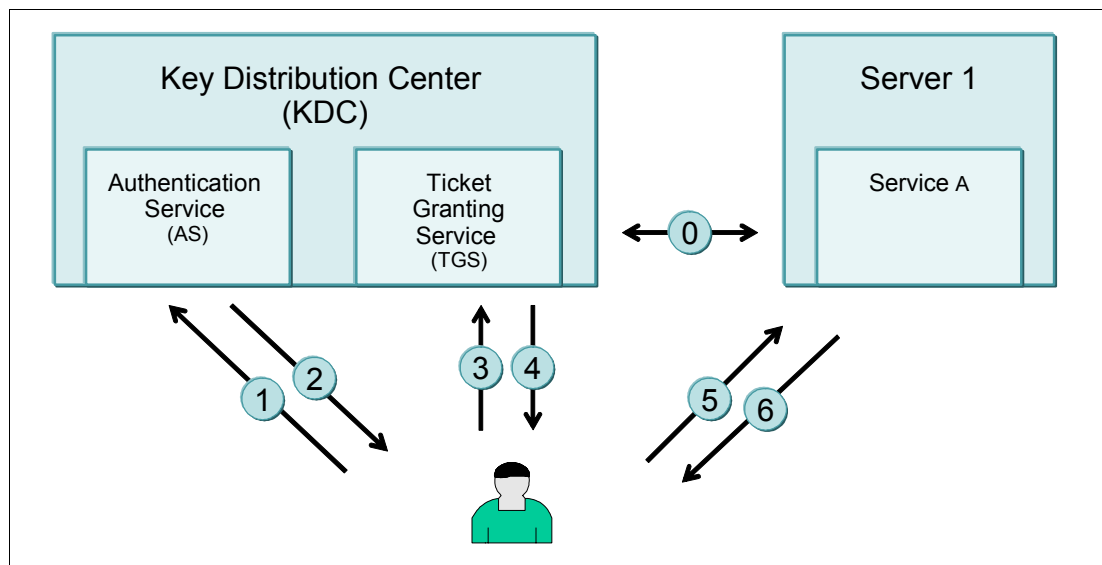 Key Distribution Center
(KDC)
Server 1
Authentication
Service
(AS)
Ticket
Granting
Service
(TGS)
Service A
0
1
2
3
4
5
6